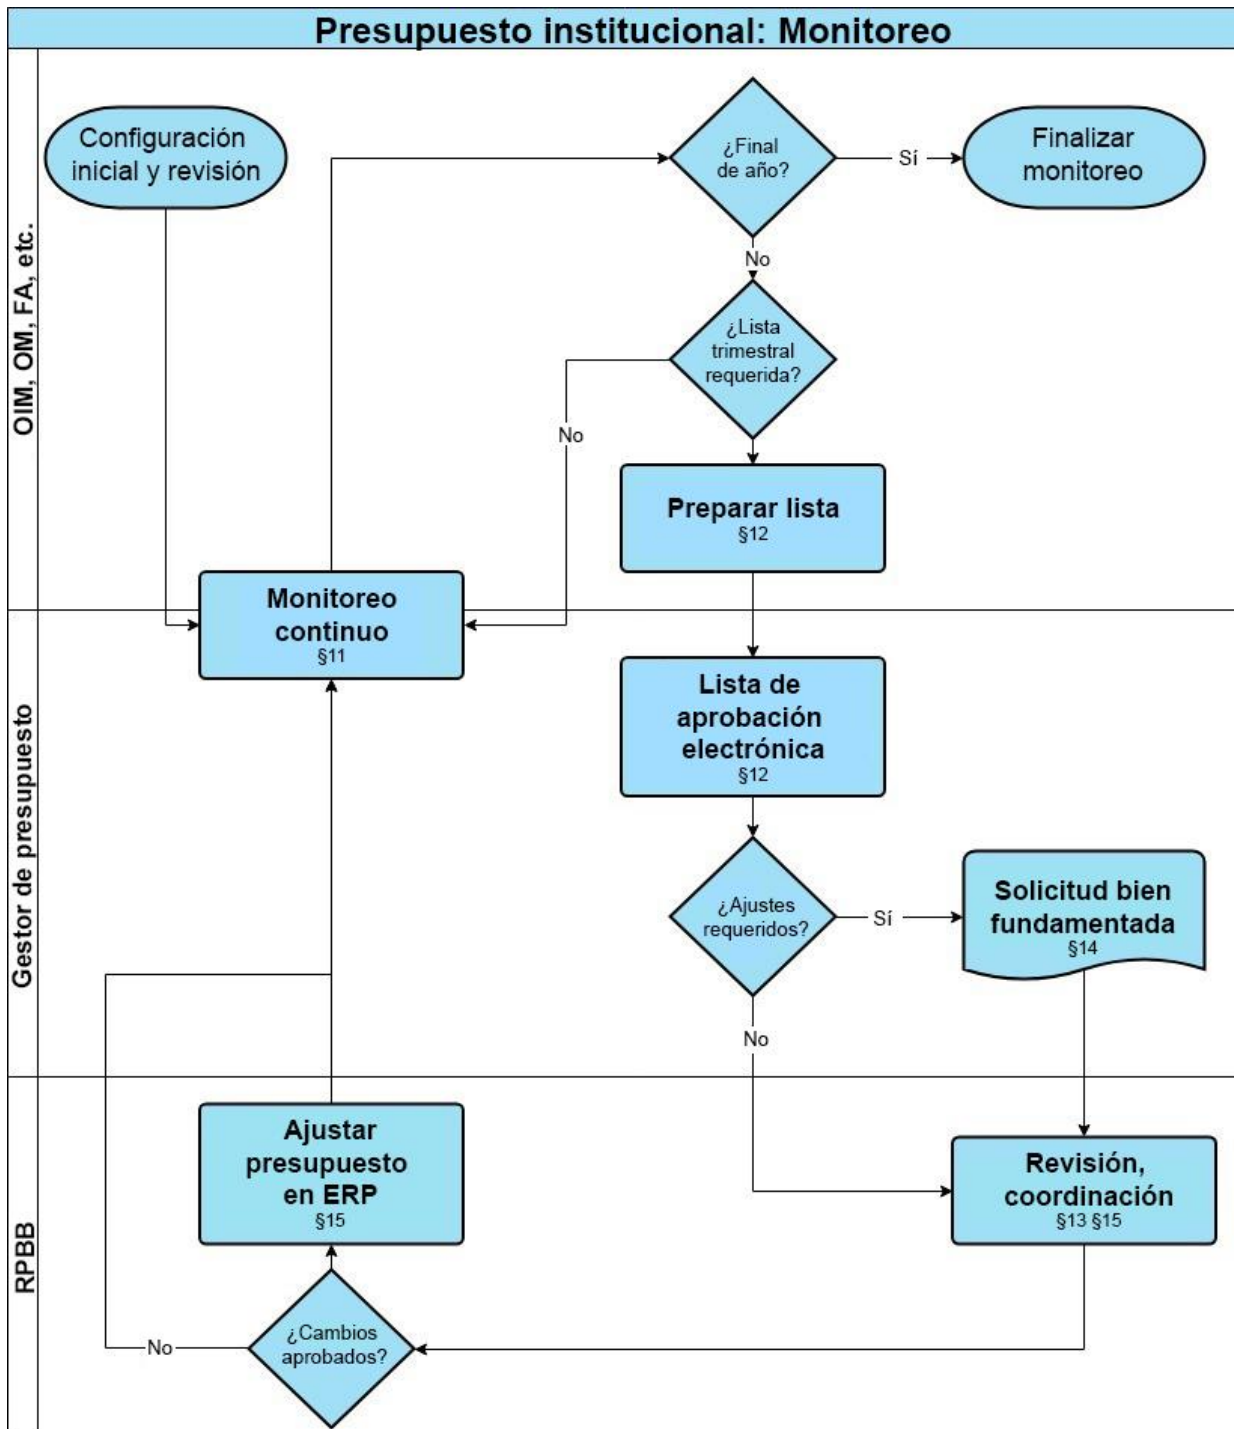 Presupuesto institucional: Monitoreo
OIM, OM, FA, etc.
Configuración
inicial y revisión
¿Final
de año?
Sí
Finalizar
monitoreo
No
¿Lista
trimestral
requerida?
No
Preparar lista
§12
Monitoreo
continuo
§11
Gestor de presupuesto
Lista de
aprobación
electrónica
§12
¿Ajustes
requeridos?
Sí
Solicitud bien
fundamentada
§14
No
RPBB
Ajustar
presupuesto
en ERP
§15
Revisión,
coordinación
§13 §15
¿Cambios
aprobados?
No